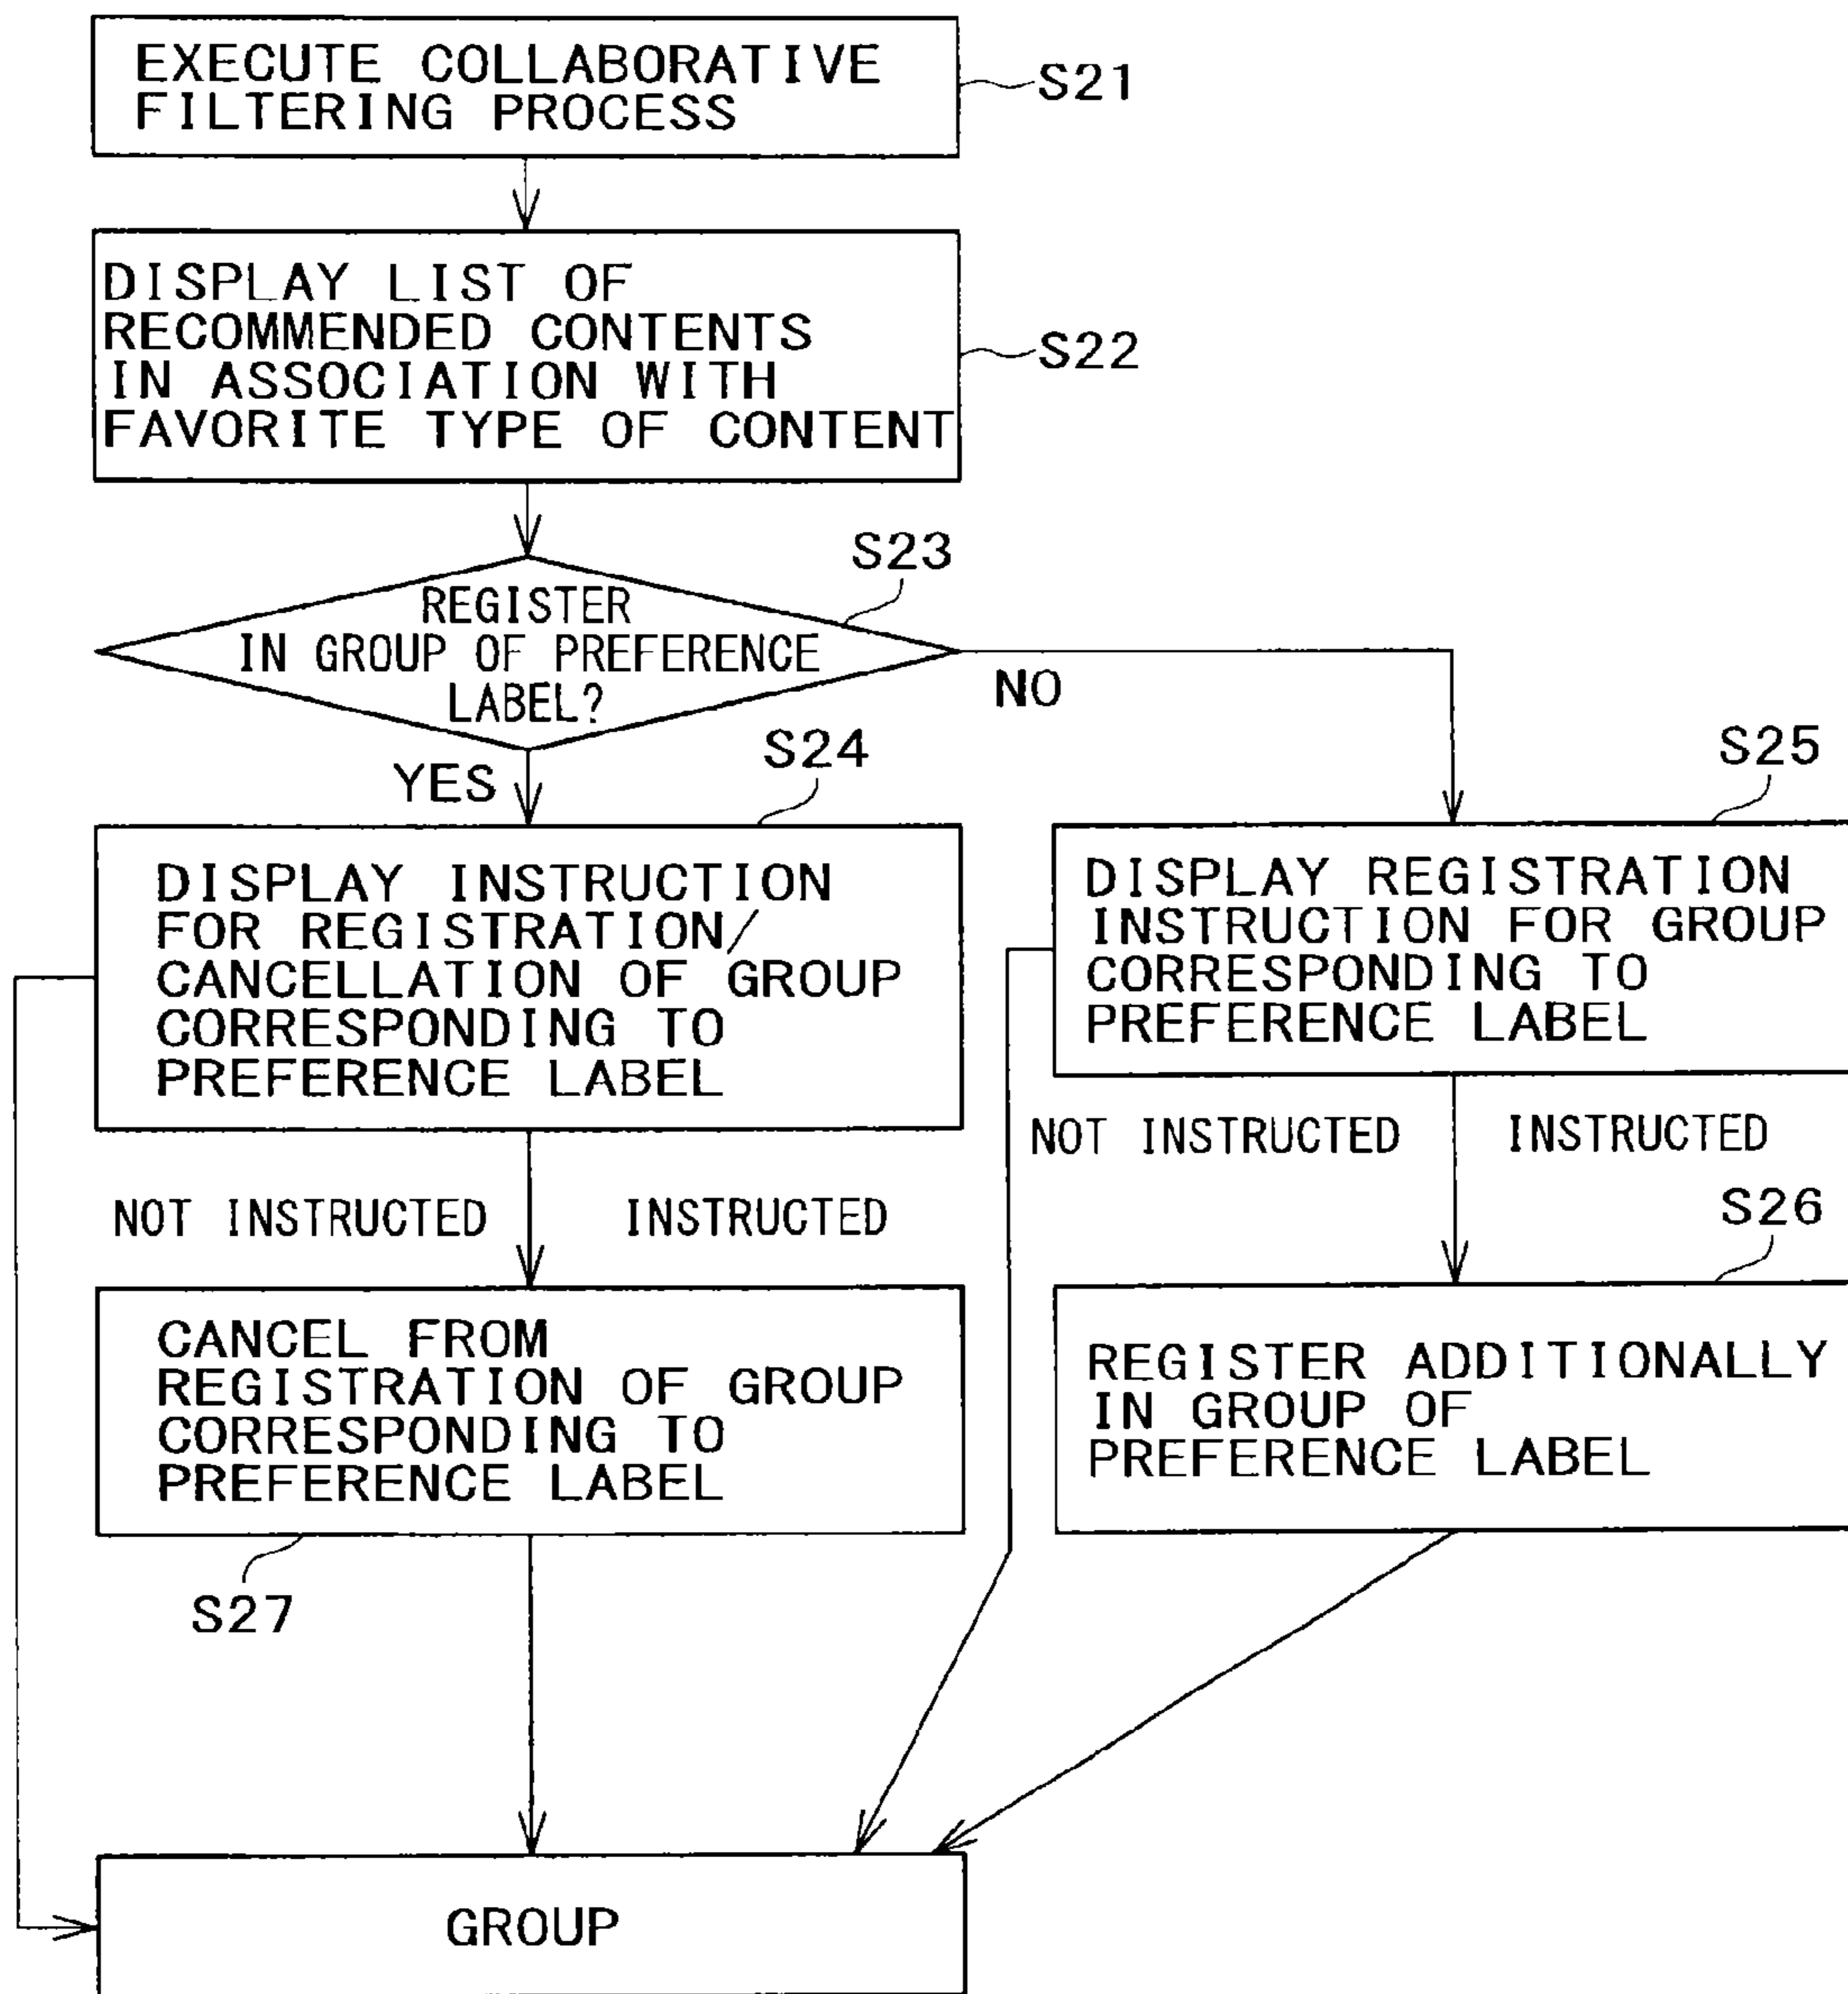 EXECUTE COLLABORATIVE
FILTERING PROCESS
S21
DISPLAY LIST OF
RECOMMENDED CONTENTS
IN ASSOCIATION WITH
FAVORITE TYPE OF CONTENT
S22
S23
REGISTER
IN GROUP OF PREFERENCE
LABEL?
NO
YES
S24
S25
DISPLAY INSTRUCTION
FOR REGISTRATION/
CANCELLATION OF GROUP
CORRESPONDING TO
PREFERENCE LABEL
DISPLAY REGISTRATION
INSTRUCTION FOR GROUP
CORRESPONDING TO
PREFERENCE LABEL
NOT INSTRUCTED
INSTRUCTED
NOT INSTRUCTED
INSTRUCTED
S26
CANCEL FROM
REGISTRATION OF GROUP
CORRESPONDING TO
PREFERENCE LABEL
REGISTER ADDITIONALLY
IN GROUP OF
PREFERENCE LABEL
S27
GROUP